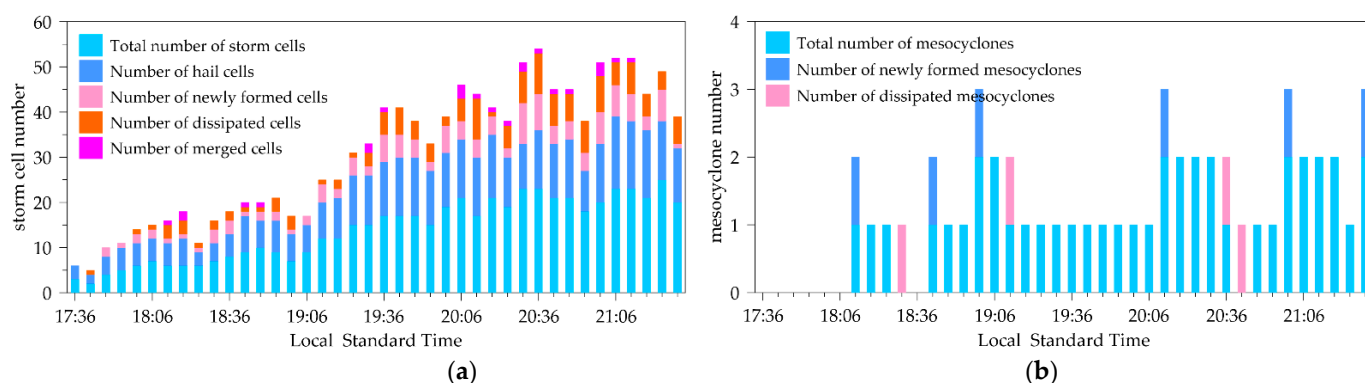 60
50
40
30
20
10
0
storm cell number
Total number of storm cells
Number of hail cells
Number of newly formed cells
Number of dissipated cells
Number of merged cells
17:36 18:06 18:36 19:06 19:36 20:06 20:36 21:06
Local Standard Time
(a)
4
3
2
1
0
mesocyclone number
Total number of mesocyclones
Number of newly formed mesocyclones
Number of dissipated mesocyclones
17:36 18:06 18:36 19:06 19:36 20:06 20:36 21:06
Local Standard Time
(b)